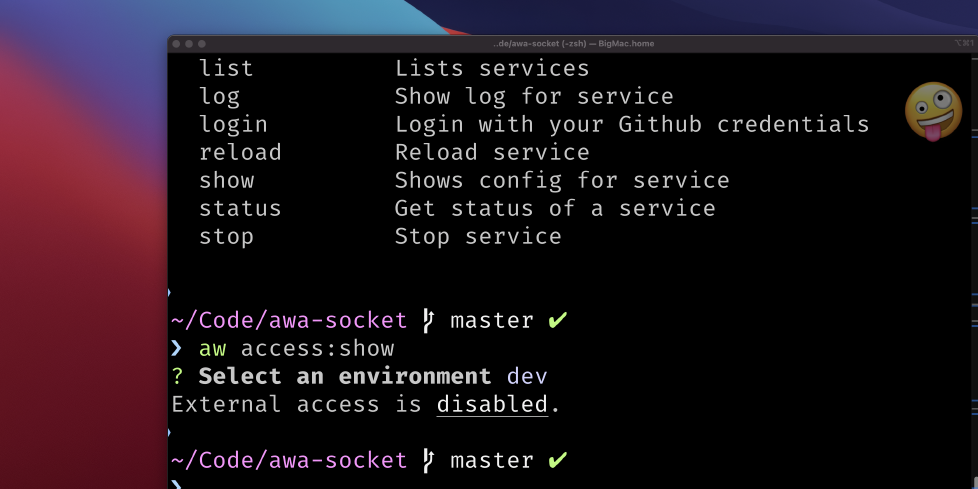 ..de/awa-socket (-zsh) — BigMac.home
⌥⌘1
list Lists services
log Show log for service
login Login with your Github credentials
reload Reload service
show Shows config for service
status Get status of a service
stop Stop service
~/Code/awa-socket master ✔
❯ aw access:show
? Select an environment dev
External access is disabled.
~/Code/awa-socket master ✔
❯